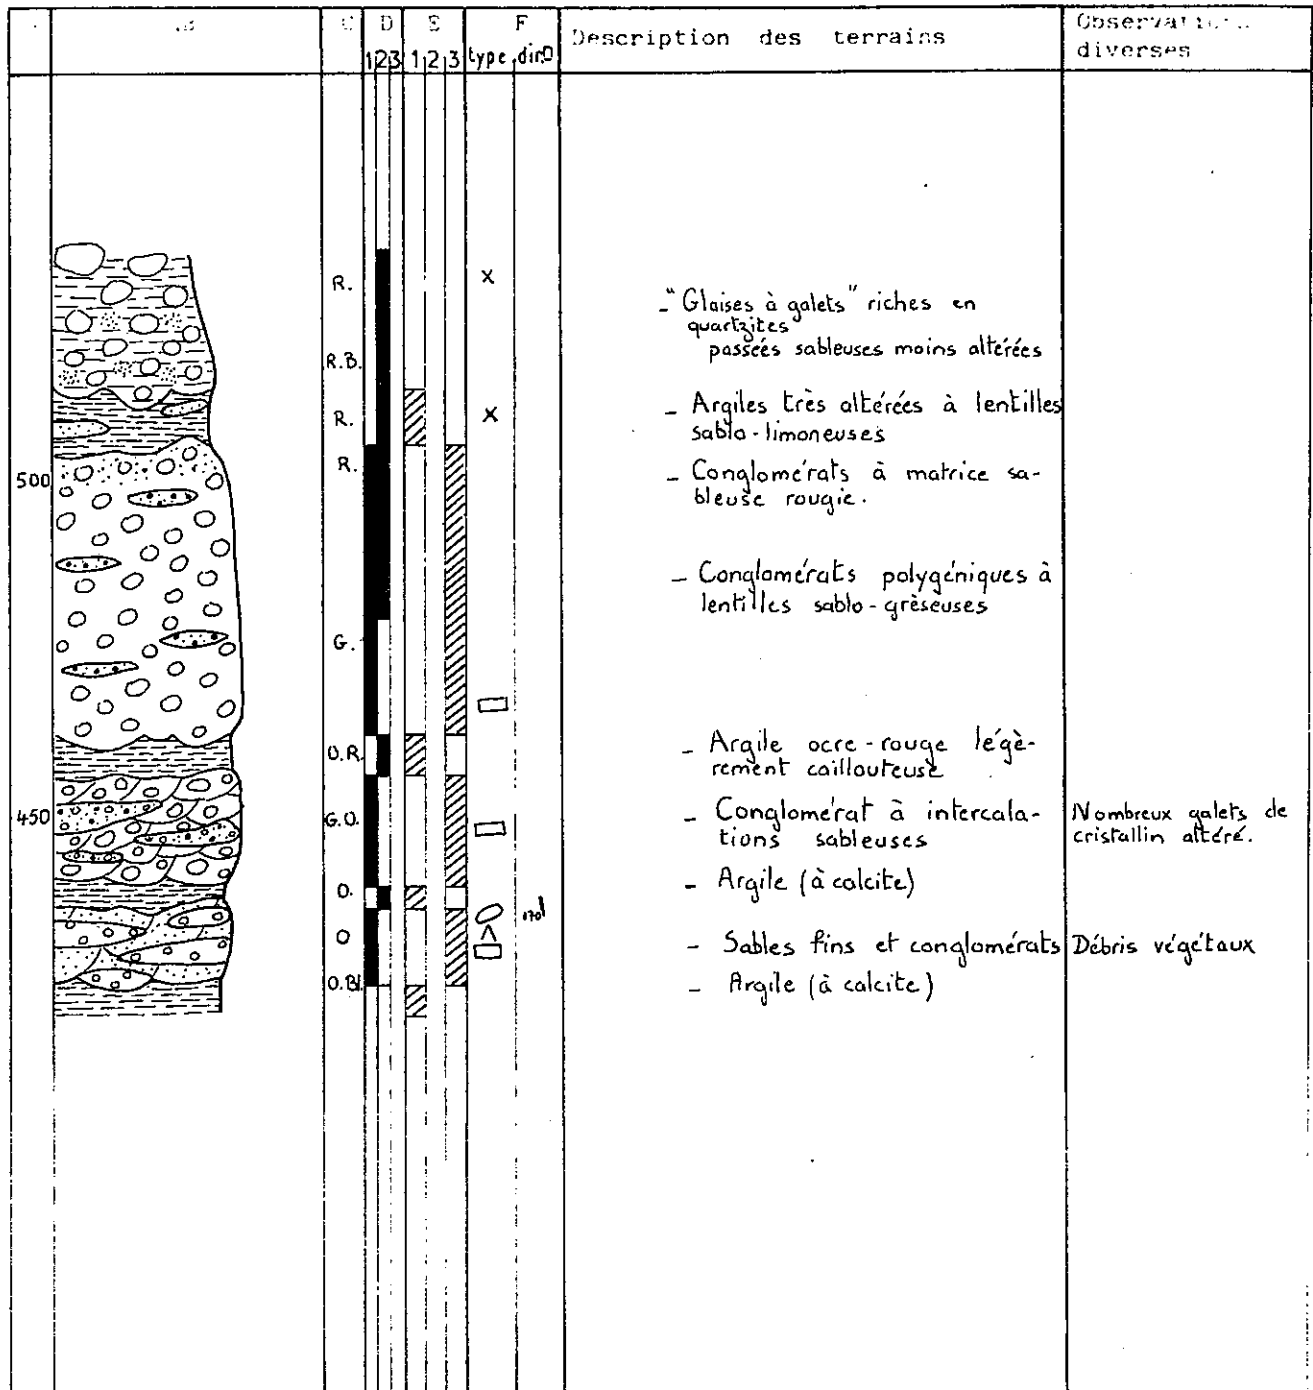 C D E F Description des terrains
diverses
1 2 3 1 2 3 type dir.
R. X
- "Glaises à galets" riches en
quartzites
passées sableuses moins altérées
R.B.
R. X - Argiles très altérées à lentilles
sablo-limoneuses
500 R. - Conglomérats à matrice sa-
bleuse rougie.
- Conglomérats polygéniques à
lentilles sablo-grèseuses
G.
O.R. - Argile ocre-rouge légè-
rement caillouteuse
450 G.O. - Conglomérat à intercala- Nombreux galets de
tions sableuses cristallin altéré.
O. - Argile (à calcite)
170
O - Sables fins et conglomérats Débris végétaux
O.Bl. - Argile (à calcite)